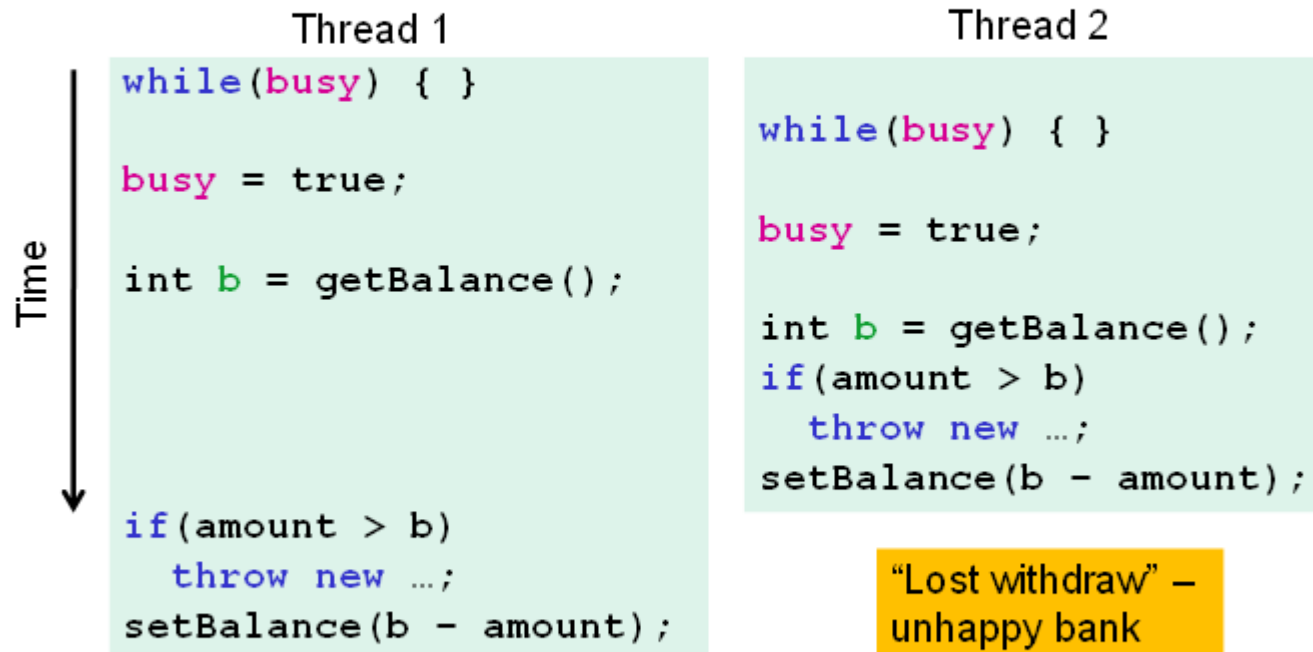 Thread 1
Time
while(busy) { }
busy = true;
int b = getBalance();
if(amount > b)
throw new …;
setBalance(b – amount);
Thread 2
while(busy) { }
busy = true;
int b = getBalance();
if(amount > b)
throw new …;
setBalance(b – amount);
“Lost withdraw” –
unhappy bank